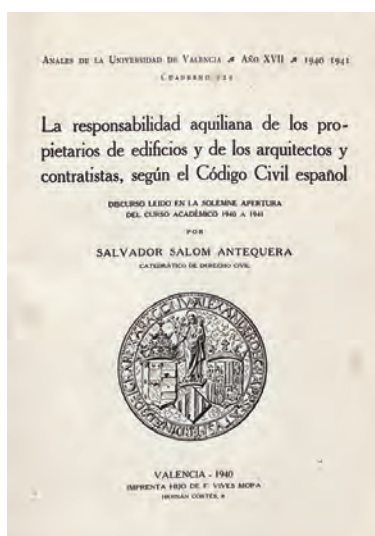 ANALES DE LA UNIVERSIDAD DE VALENCIA AÑO XVII 1940 1941
CUADERNO
La responsabilidad aquiliana de los pro-
pietarios de edificios y de los arquitectos y
contratistas, según el Código Civil español
DISCURSO LEIDO EN LA SOLEMNE APERTURA
DEL CURSO ACADÉMICO 1940 A 1941
POR
SALVADOR SALOM ANTEQUERA
CATEDRÁTICO DE DERECHO CIVIL
VALENCIA - 1940
IMPRENTA HIJO DE F. VIVES MORA
HERNÁN CORTÉS, 8